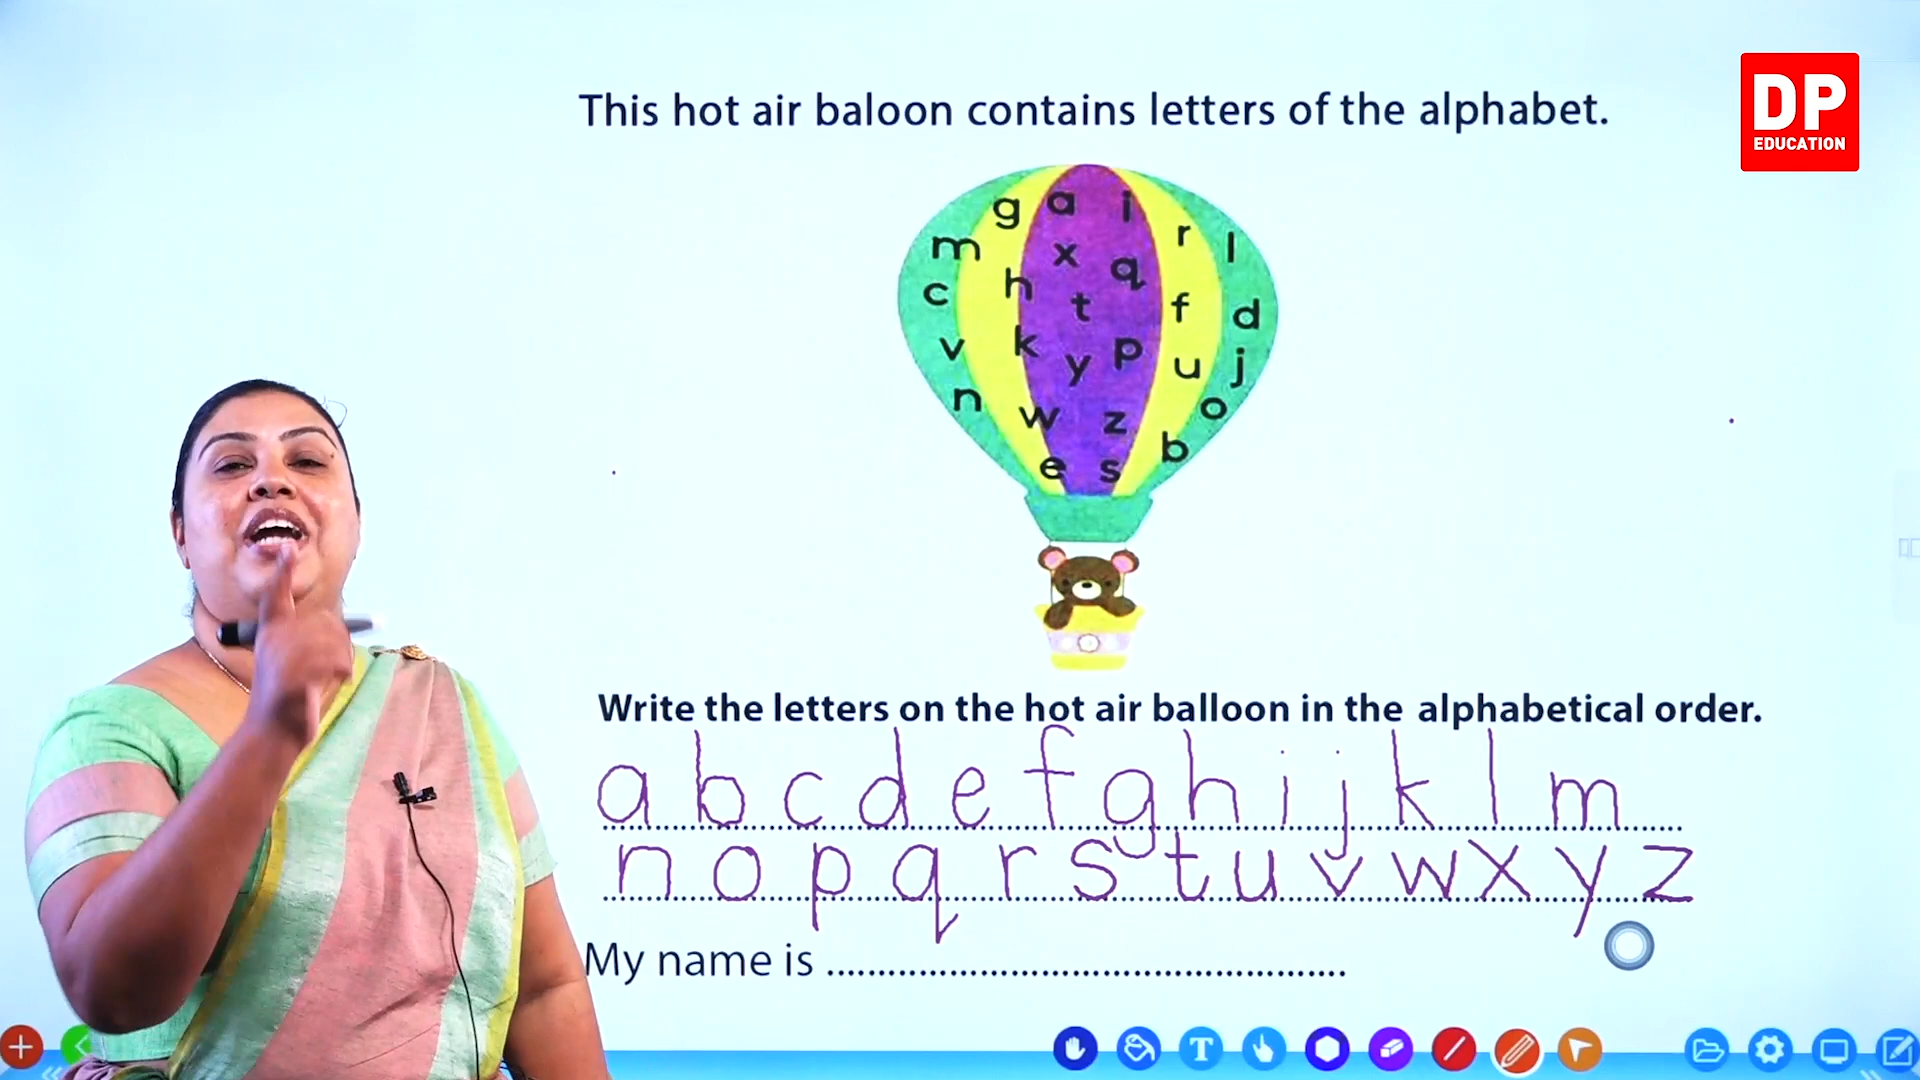 This hot air baloon contains letters of the alphabet.
DP
EDUCATION
g a i r l
m x q
c h t f d
v k y p u j
n w z o
e s b
Write the letters on the hot air balloon in the alphabetical order.
a b c d e f g h i j k l m
n o p q r s t u v w x y z
My name is ..................................................
T